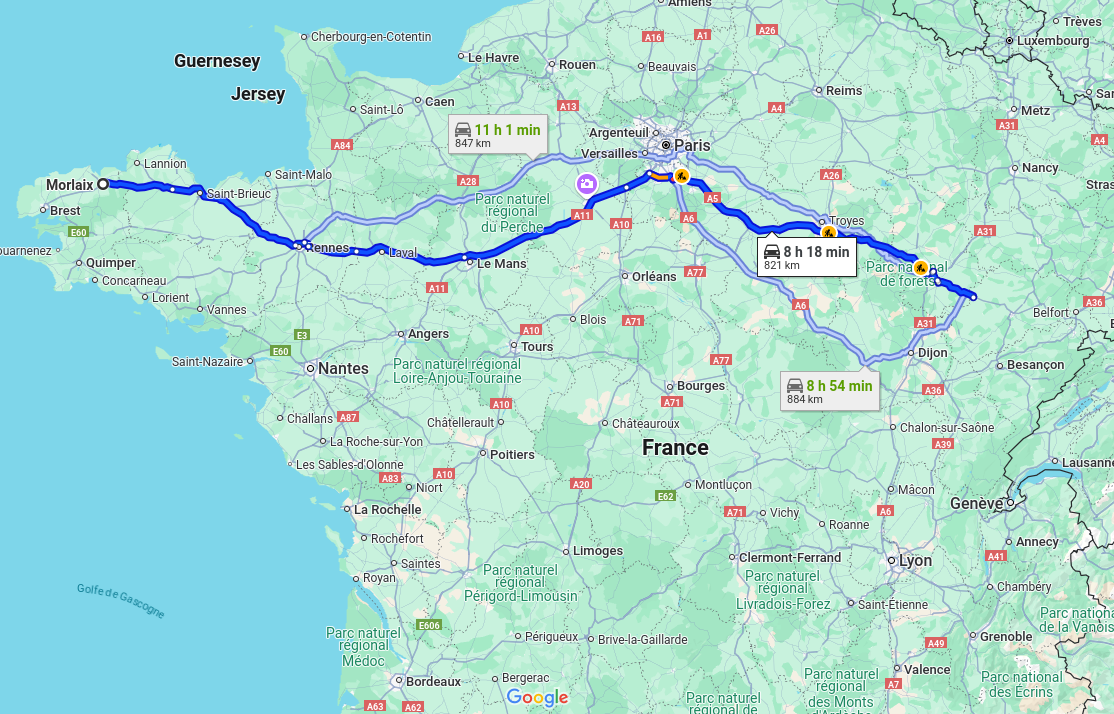 Amiens
Trèves
Cherbourg-en-Cotentin
A16
A1
A26
Luxembourg
Guernesey
Le Havre
Rouen
Beauvais
Jersey
Reims
Metz
Saint-Lô
Caen
A13
A4
A31
Argenteuil
Paris
A4
11 h 1 min
847 km
A84
Versailles
Lannion
Saint-Malo
A28
A26
Nancy
Morlaix
Saint-Brieuc
Parc naturel
régional
du Perche
A5
Brest
A11
A10
A6
Troyes
E60
A31
Rennes
Laval
Le Mans
8 h 18 min
821 km
Quimper
Concarneau
Orléans
A77
Parc national
de forêts
Lorient
Vannes
A11
A6
A36
Belfort
Blois
A71
A31
E3
Angers
A10
E60
Tours
Dijon
Saint-Nazaire
Nantes
Parc naturel régional
Loire-Anjou-Touraine
A77
Besançon
Bourges
8 h 54 min
884 km
A36
A71
A10
Challans
A87
Châtellerault
Châteauroux
Chalon-sur-Saône
La Roche-sur-Yon
A39
France
Poitiers
Les Sables-d'Olonne
A83
A10
Niort
A20
Montluçon
E62
Mâcon
Lausanne
La Rochelle
A71
Vichy
A6
Genève
Roanne
Rochefort
Limoges
Annecy
Clermont-Ferrand
Lyon
A41
Saintes
Royan
Parc naturel
régional
Périgord-Limousin
Parc naturel
régional
Livradois-Forez
Chambéry
Golfe de Gascogne
Saint-Étienne
Parc national
de la Vanoise
E606
Parc naturel
régional
Médoc
Périgueux
Brive-la-Gaillarde
A49
Grenoble
Valence
Bordeaux
Bergerac
A7
Parc naturel
régional
des Monts
d'Ardèche
Parc national
des Écrins
Google
Parc naturel
régional de
A63
A62